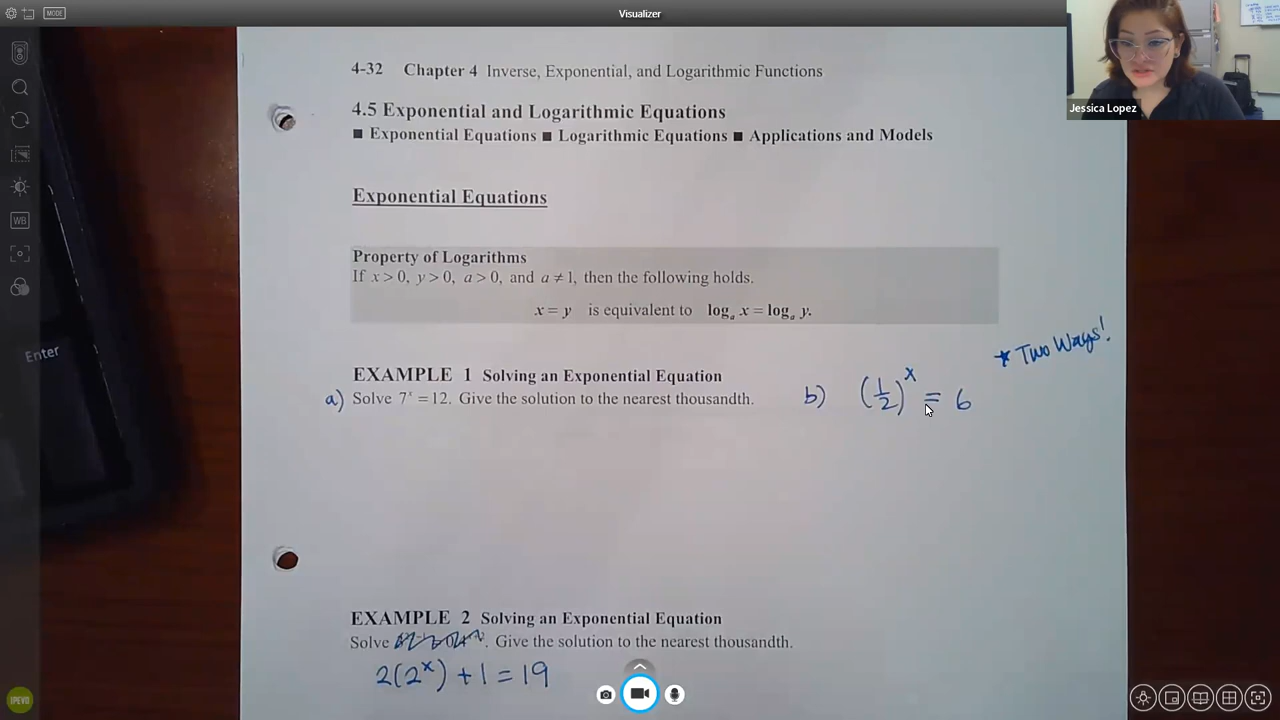 MODE
Visualizer
Jessica Lopez
4-32 Chapter 4 Inverse, Exponential, and Logarithmic Functions
4.5 Exponential and Logarithmic Equations
■ Exponential Equations ■ Logarithmic Equations ■ Applications and Models
Exponential Equations
Property of Logarithms
If x > 0, y > 0, a > 0, and a ≠ 1, then the following holds.
x = y is equivalent to logₐ x = logₐ y.
Enter
* Two Ways!
EXAMPLE 1 Solving an Exponential Equation
a) Solve 7ˣ = 12. Give the solution to the nearest thousandth.
b) (1/2)ˣ = 6
WB
EXAMPLE 2 Solving an Exponential Equation
Solve . Give the solution to the nearest thousandth.
2(2ˣ) + 1 = 19
IPEVO